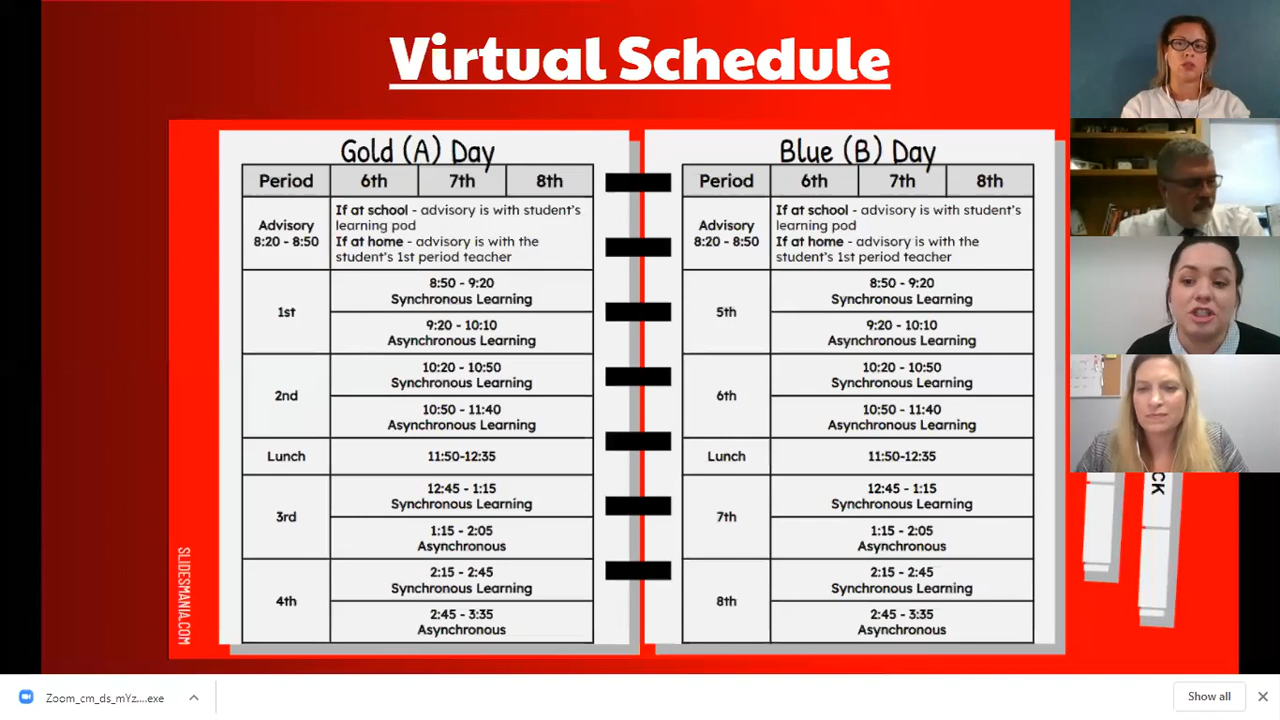 Virtual Schedule
Gold (A) Day
Period 6th 7th 8th
Advisory
8:20 - 8:50
If at school - advisory is with student's
learning pod
If at home - advisory is with the
student's 1st period teacher
1st
8:50 - 9:20
Synchronous Learning
9:20 - 10:10
Asynchronous Learning
2nd
10:20 - 10:50
Synchronous Learning
10:50 - 11:40
Asynchronous Learning
Lunch 11:50-12:35
3rd
12:45 - 1:15
Synchronous Learning
1:15 - 2:05
Asynchronous
4th
2:15 - 2:45
Synchronous Learning
2:45 - 3:35
Asynchronous
Blue (B) Day
Period 6th 7th 8th
Advisory
8:20 - 8:50
If at school - advisory is with student's
learning pod
If at home - advisory is with the
student's 1st period teacher
5th
8:50 - 9:20
Synchronous Learning
9:20 - 10:10
Asynchronous Learning
6th
10:20 - 10:50
Synchronous Learning
10:50 - 11:40
Asynchronous Learning
Lunch 11:50-12:35
7th
12:45 - 1:15
Synchronous Learning
1:15 - 2:05
Asynchronous
8th
2:15 - 2:45
Synchronous Learning
2:45 - 3:35
Asynchronous
SLIDESMANIA.COM
CK
Zoom_cm_ds_mYz....exe
Show all